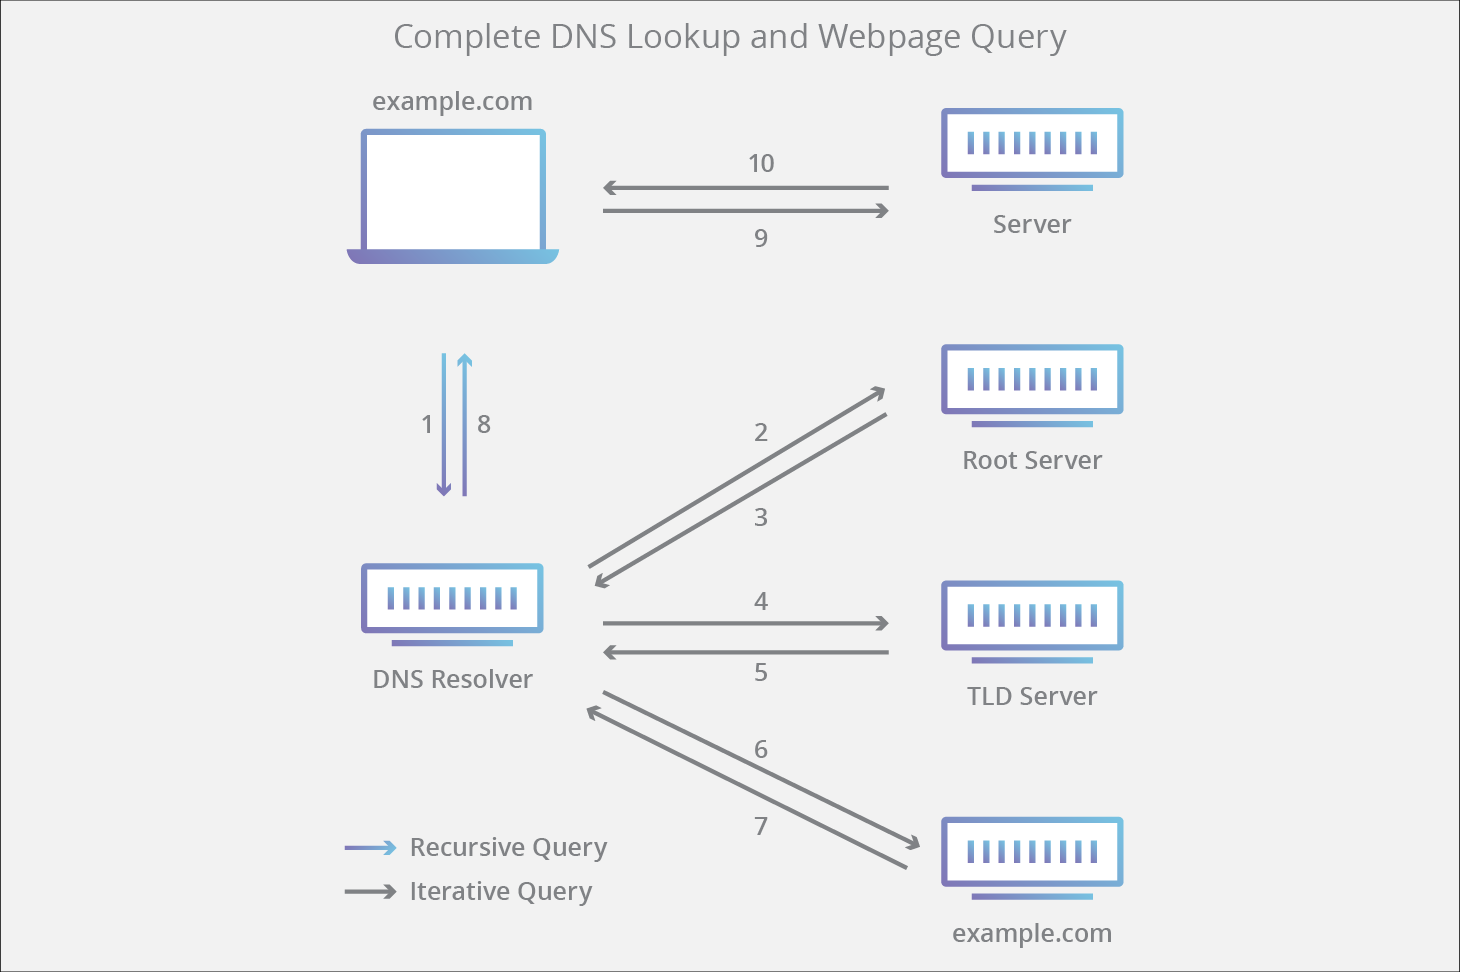 Complete DNS Lookup and Webpage Query
example.com
10
9
Server
1
8
2
3
Root Server
DNS Resolver
4
5
TLD Server
6
7
example.com
Recursive Query
Iterative Query